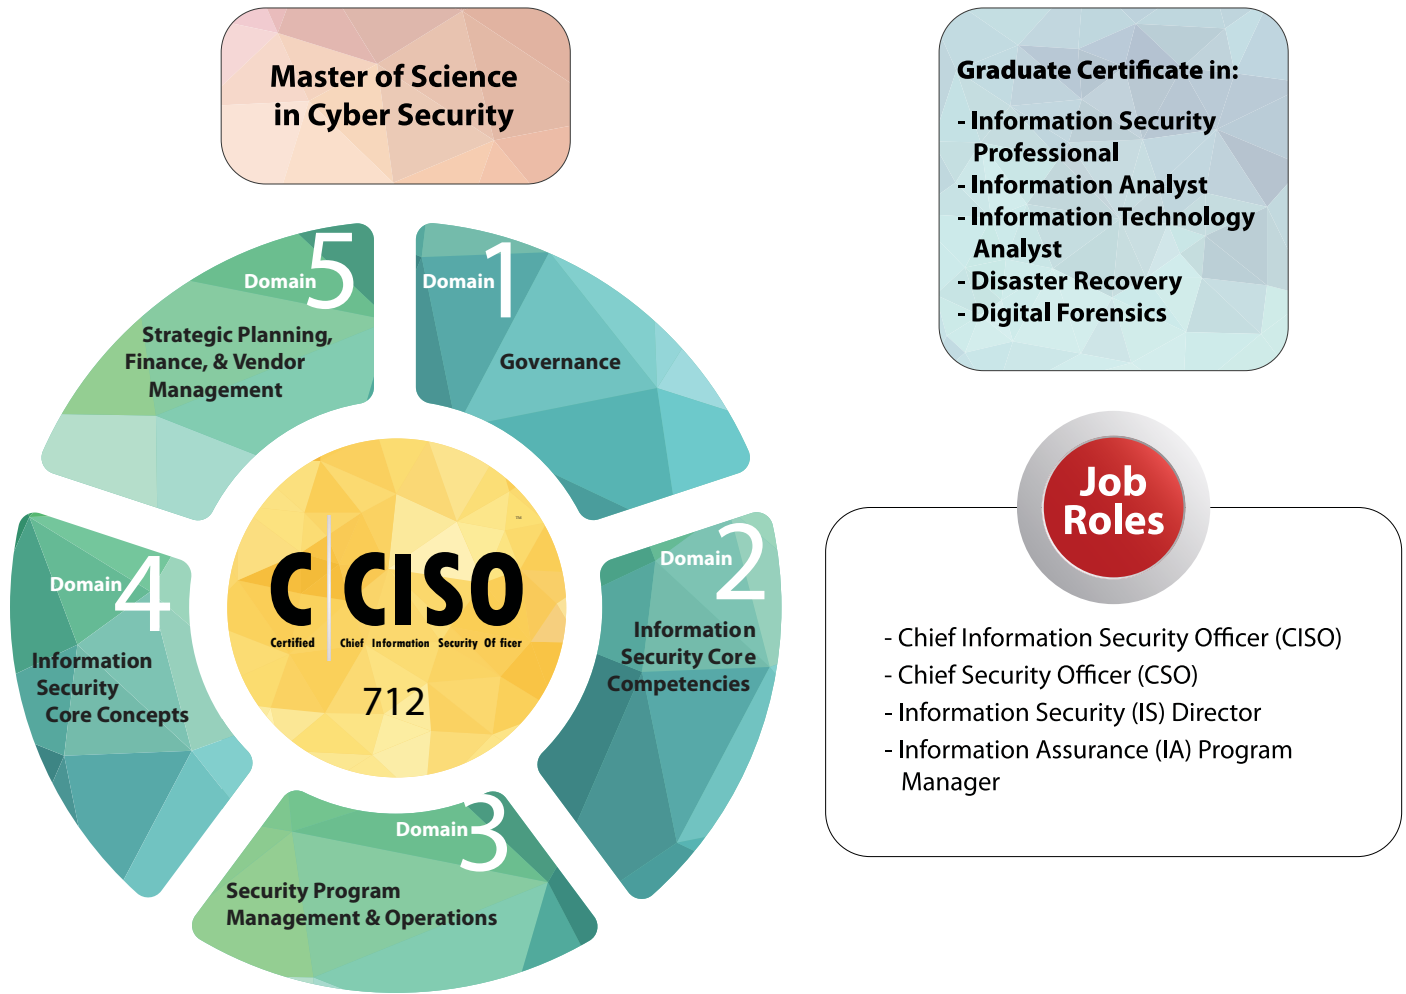 Master of Science
in Cyber Security
Graduate Certificate in:
- Information Security
Professional
- Information Analyst
- Information Technology
Analyst
- Disaster Recovery
- Digital Forensics
Domain 5
Strategic Planning,
Finance, & Vendor
Management
Domain 1
Governance
Domain 2
Information
Security Core
Competencies
Domain 3
Security Program
Management & Operations
Domain 4
Information
Security
Core Concepts
C CISO ™
Certified Chief Information Security Of ficer
712
Job
Roles
- Chief Information Security Officer (CISO)
- Chief Security Officer (CSO)
- Information Security (IS) Director
- Information Assurance (IA) Program
Manager